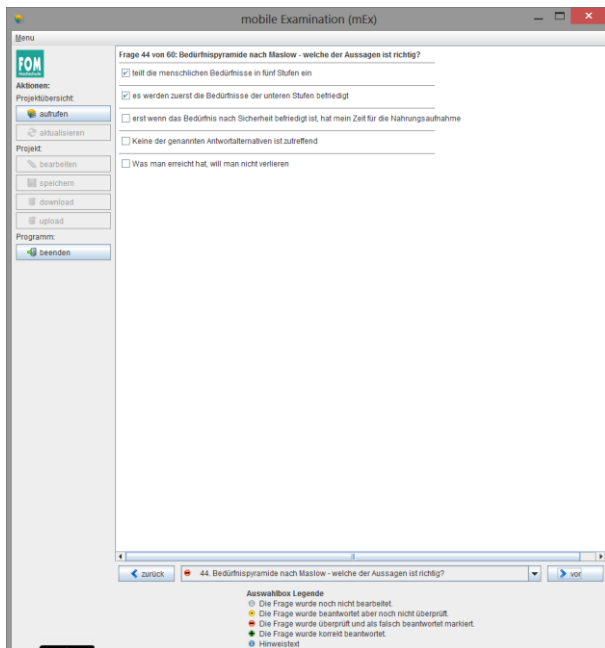 mobile Examination (mEx)
Menu
FOM
Hochschule
Aktionen:
Projektübersicht:
aufrufen
aktualisieren
Projekt:
bearbeiten
speichern
download
upload
Programm:
beenden
Frage 44 von 60: Bedürfnispyramide nach Maslow - welche der Aussagen ist richtig?
teilt die menschlichen Bedürfnisse in fünf Stufen ein
es werden zuerst die Bedürfnisse der unteren Stufen befriedigt
erst wenn das Bedürfnis nach Sicherheit befriedigt ist, hat mein Zeit für die Nahrungsaufnahme
Keine der genannten Antwortalternativen ist zutreffend
Was man erreicht hat, will man nicht verlieren
zurück
44. Bedürfnispyramide nach Maslow - welche der Aussagen ist richtig?
vor
Auswahlbox Legende
Die Frage wurde noch nicht bearbeitet.
Die Frage wurde beantwortet aber noch nicht überprüft.
Die Frage wurde überprüft und als falsch beantwortet markiert.
Die Frage wurde korrekt beantwortet.
Hinweistext